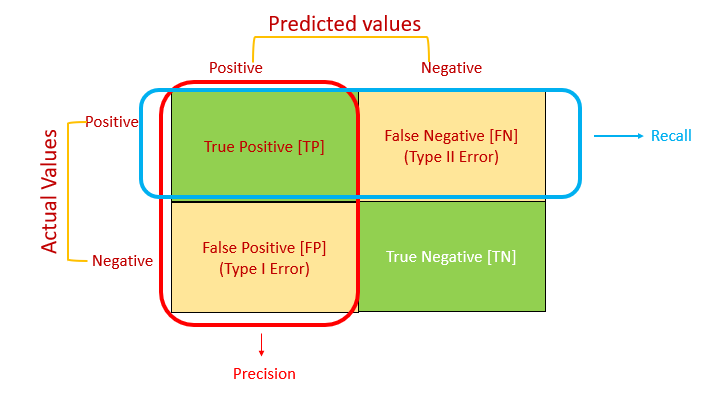 Predicted values
Positive
Negative
Actual Values
Positive
True Positive [TP]
False Negative [FN]
(Type II Error)
Recall
Negative
False Positive [FP]
(Type I Error)
True Negative [TN]
Precision